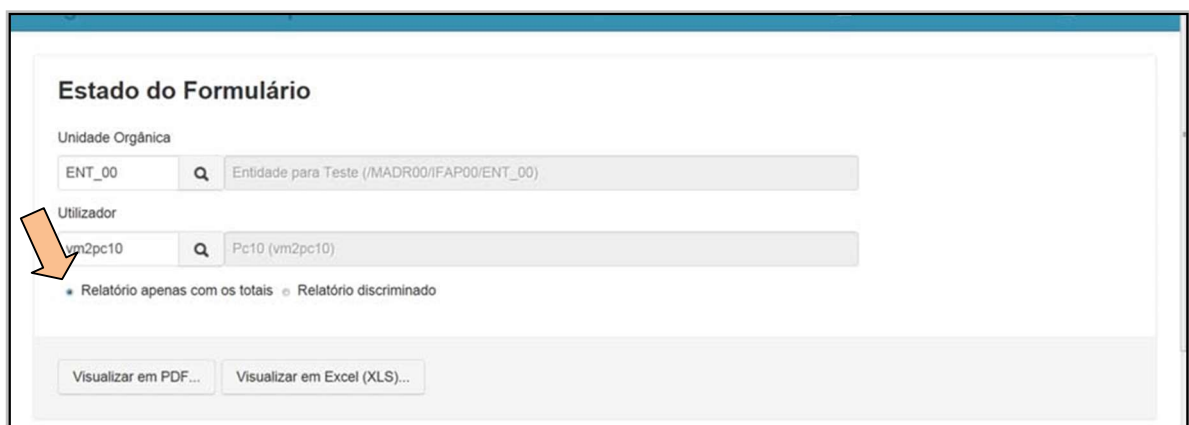 Estado do Formulário
Unidade Orgânica
ENT_00 Entidade para Teste (/MADR00/IFAP00/ENT_00)
Utilizador
vm2pc10 Pc10 (vm2pc10)
Relatório apenas com os totais Relatório discriminado
Visualizar em PDF... Visualizar em Excel (XLS)...